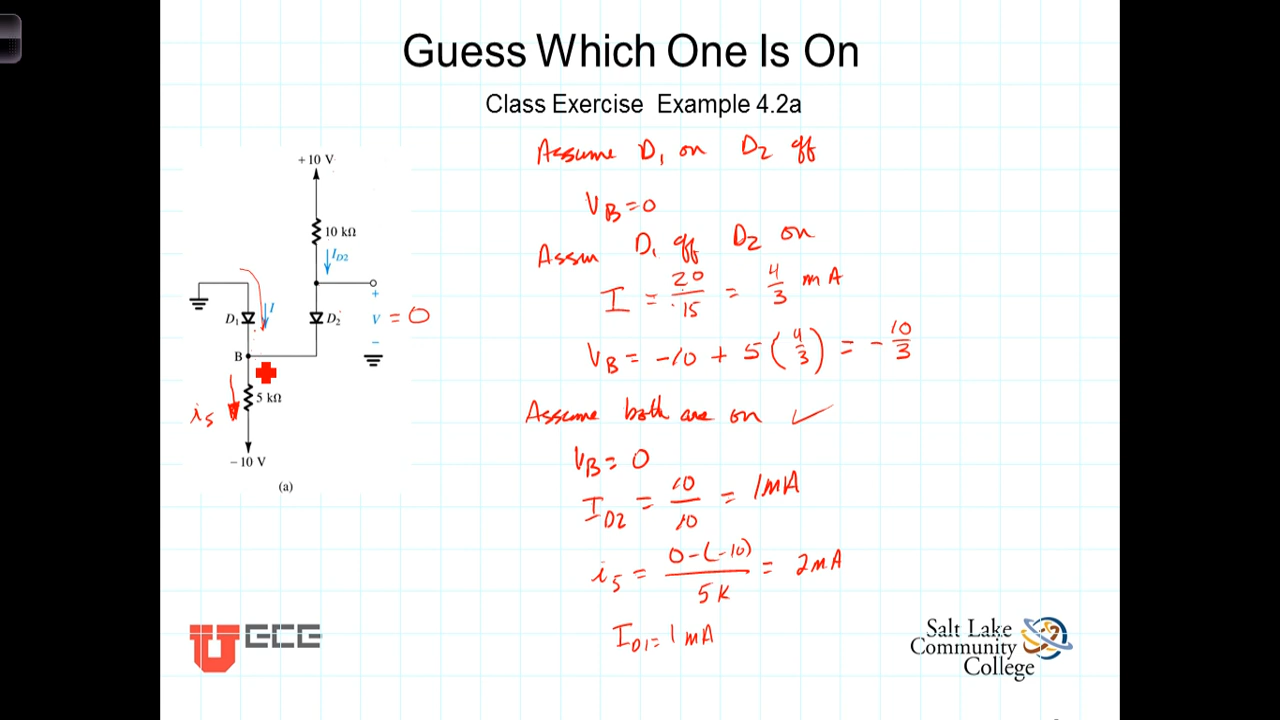 Guess Which One Is On
Class Exercise Example 4.2a
+10 V
10 kΩ
I_D2
D1
I
D2
+
V = 0
−
B
i5
5 kΩ
−10 V
(a)
Assume D1 on D2 off
VB = 0
Assum D1 off D2 on
I = 20/15 = 4/3 mA
VB = -10 + 5 (4/3) = -10/3
Assume both are on ✓
VB = 0
ID2 = 10/10 = 1mA
i5 = 0-(-10)/5K = 2mA
ID1 = 1mA
U ECE
Salt Lake
Community
College